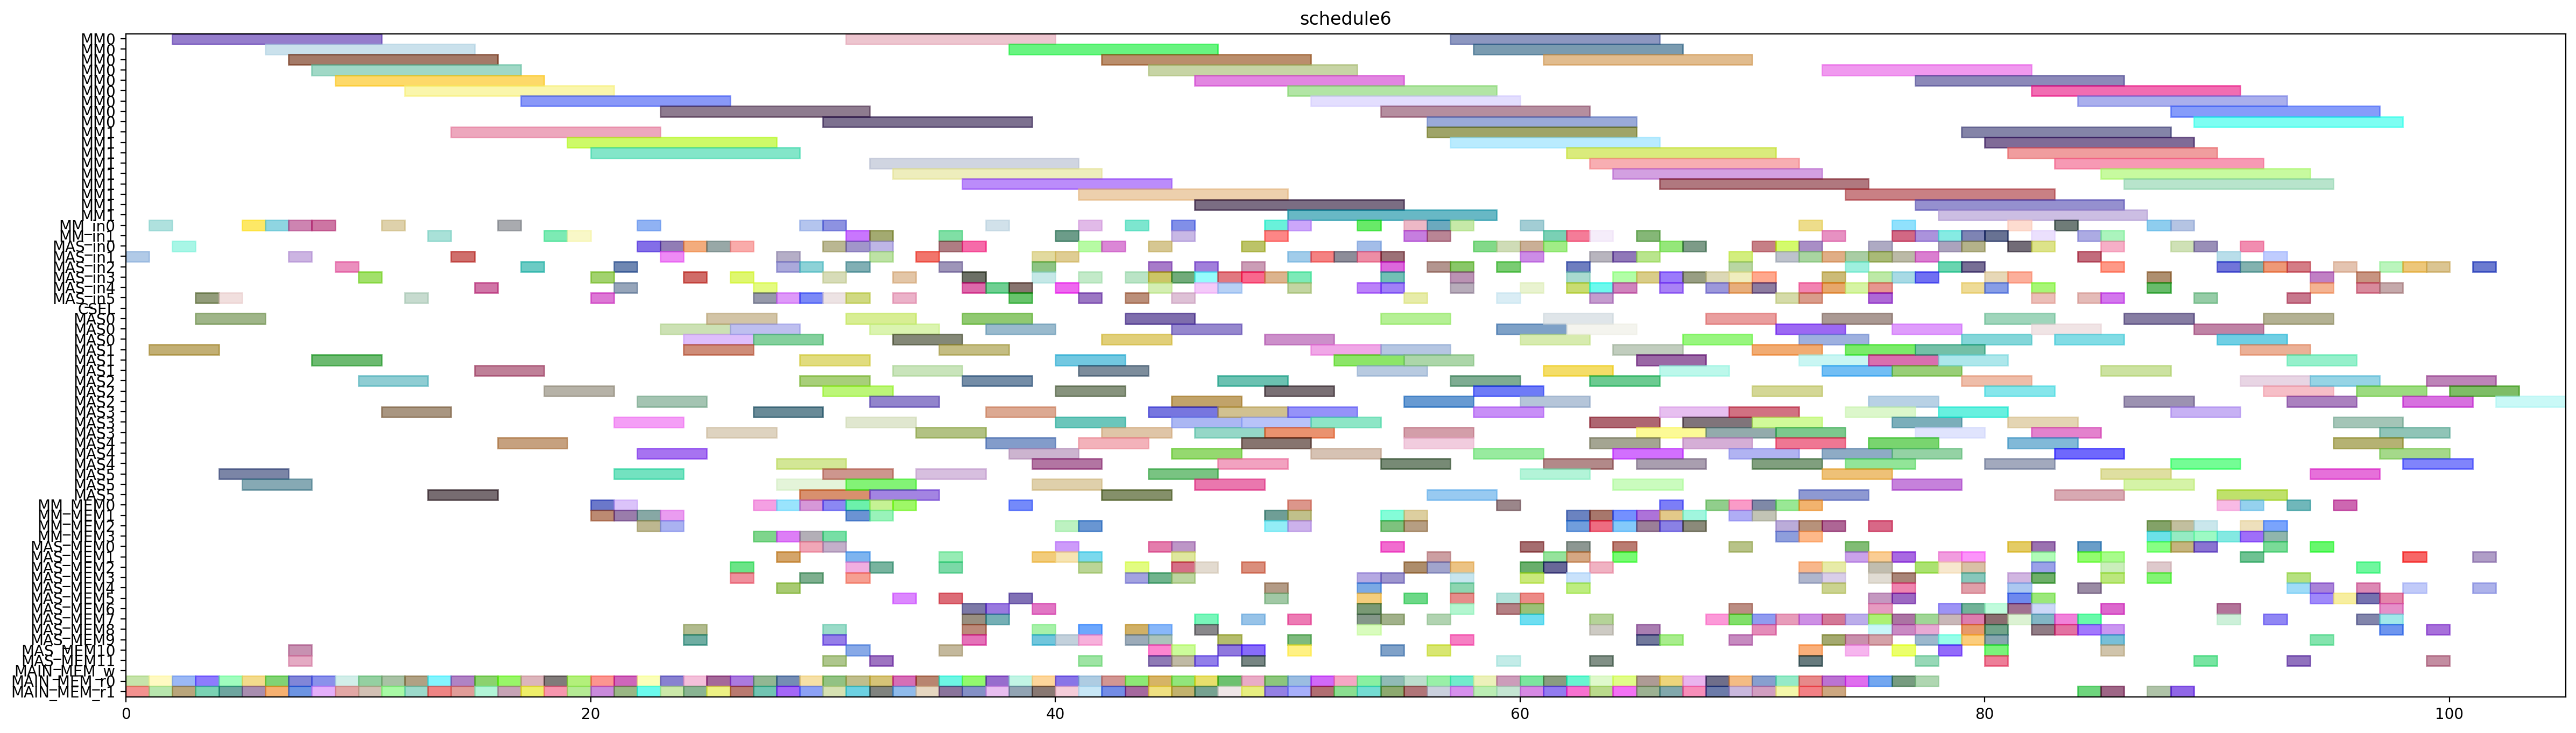 schedule6
MM0
MM0
MM0
MM0
MM0
MM0
MM0
MM0
MM0
MM1
MM1
MM1
MM1
MM1
MM1
MM1
MM1
MM1
MM_in0
MM_in1
MAS_in0
MAS_in1
MAS_in2
MAS_in3
MAS_in4
MAS_in5
CSEL
MAS0
MAS0
MAS0
MAS1
MAS1
MAS1
MAS2
MAS2
MAS2
MAS3
MAS3
MAS3
MAS4
MAS4
MAS4
MAS5
MAS5
MAS5
MM_MEM0
MM_MEM1
MM_MEM2
MM_MEM3
MAS_MEM0
MAS_MEM1
MAS_MEM2
MAS_MEM3
MAS_MEM4
MAS_MEM5
MAS_MEM6
MAS_MEM7
MAS_MEM8
MAS_MEM9
MAS_MEM10
MAS_MEM11
MAIN_MEM_w
MAIN_MEM_r0
MAIN_MEM_r1
0 20 40 60 80 100